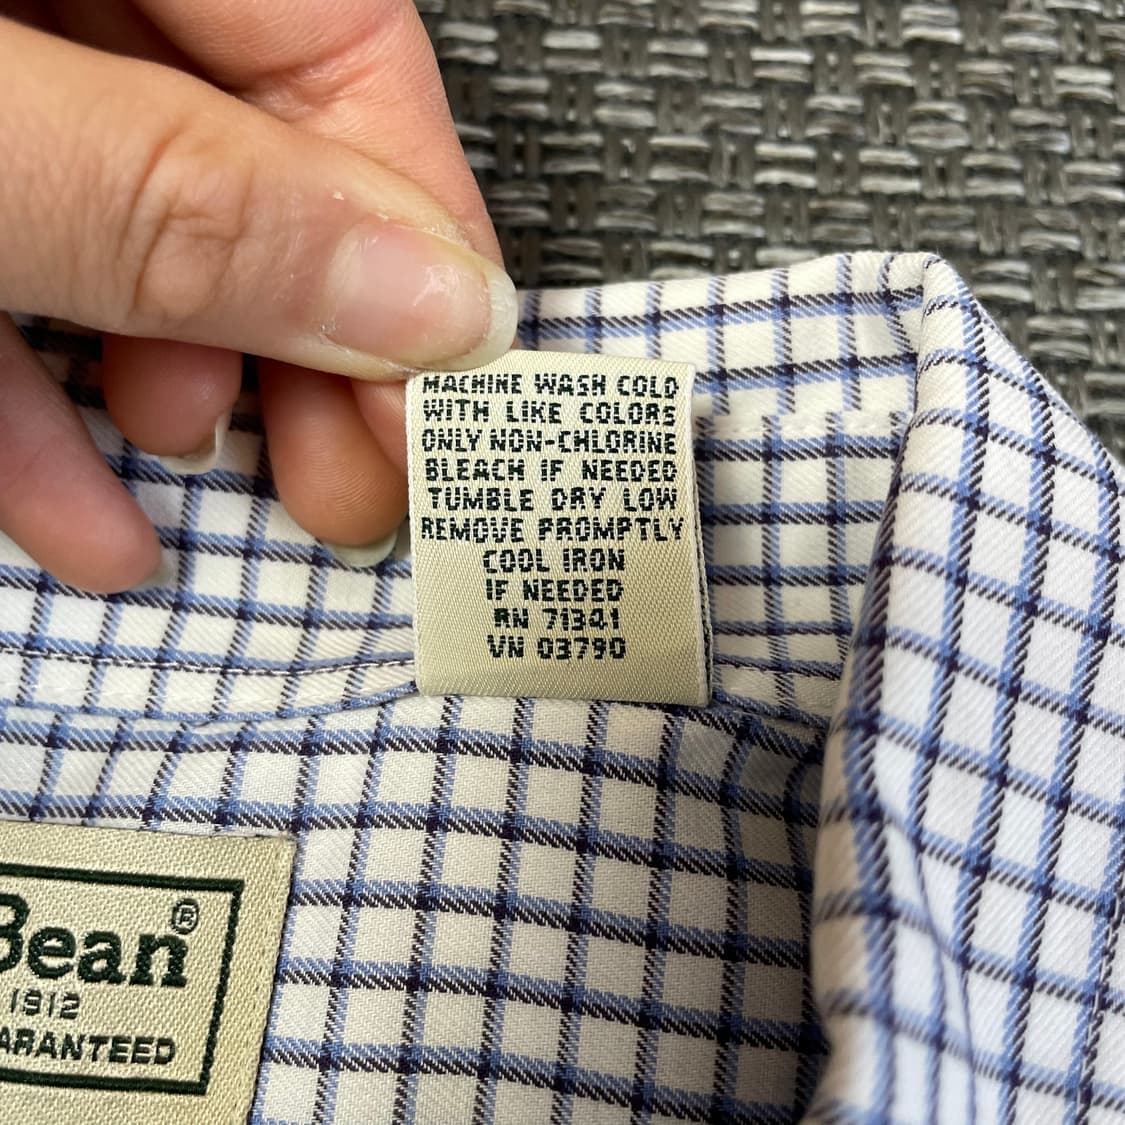 MACHINE WASH COLD
WITH LIKE COLORS
ONLY NON-CHLORINE
BLEACH IF NEEDED
TUMBLE DRY LOW
REMOVE PROMPTLY
COOL IRON
IF NEEDED
RN 71341
VN 03790
Bean®
1912
ARANTEED